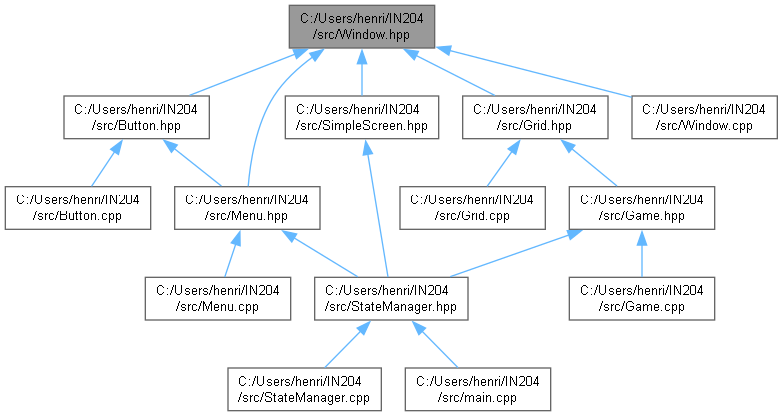 C:/Users/henri/IN204
/src/Window.hpp
C:/Users/henri/IN204
/src/Button.hpp
C:/Users/henri/IN204
/src/SimpleScreen.hpp
C:/Users/henri/IN204
/src/Grid.hpp
C:/Users/henri/IN204
/src/Window.cpp
C:/Users/henri/IN204
/src/Button.cpp
C:/Users/henri/IN204
/src/Menu.hpp
C:/Users/henri/IN204
/src/Grid.cpp
C:/Users/henri/IN204
/src/Game.hpp
C:/Users/henri/IN204
/src/Menu.cpp
C:/Users/henri/IN204
/src/StateManager.hpp
C:/Users/henri/IN204
/src/Game.cpp
C:/Users/henri/IN204
/src/StateManager.cpp
C:/Users/henri/IN204
/src/main.cpp